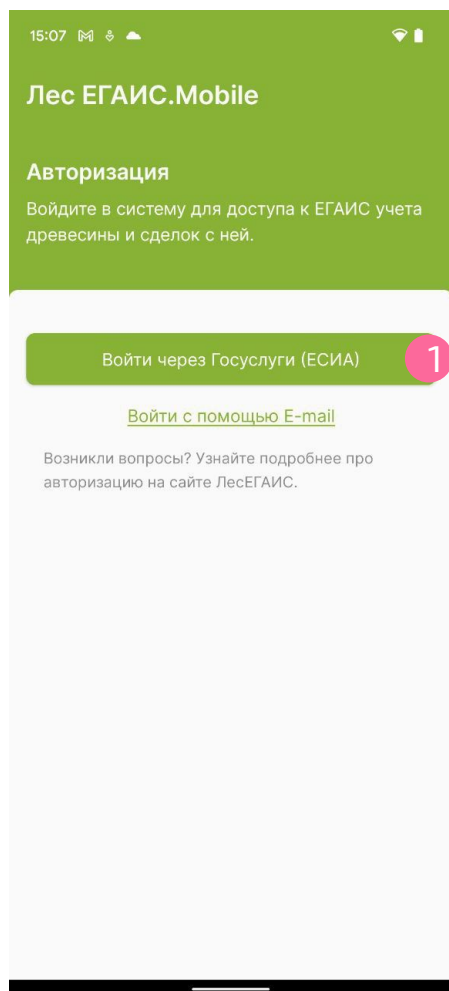 15:07
Лес ЕГАИС.Mobile
Авторизация
Войдите в систему для доступа к ЕГАИС учета
древесины и сделок с ней.
Войти через Госуслуги (ЕСИА)
1
Войти с помощью E-mail
Возникли вопросы? Узнайте подробнее про
авторизацию на сайте ЛесЕГАИС.